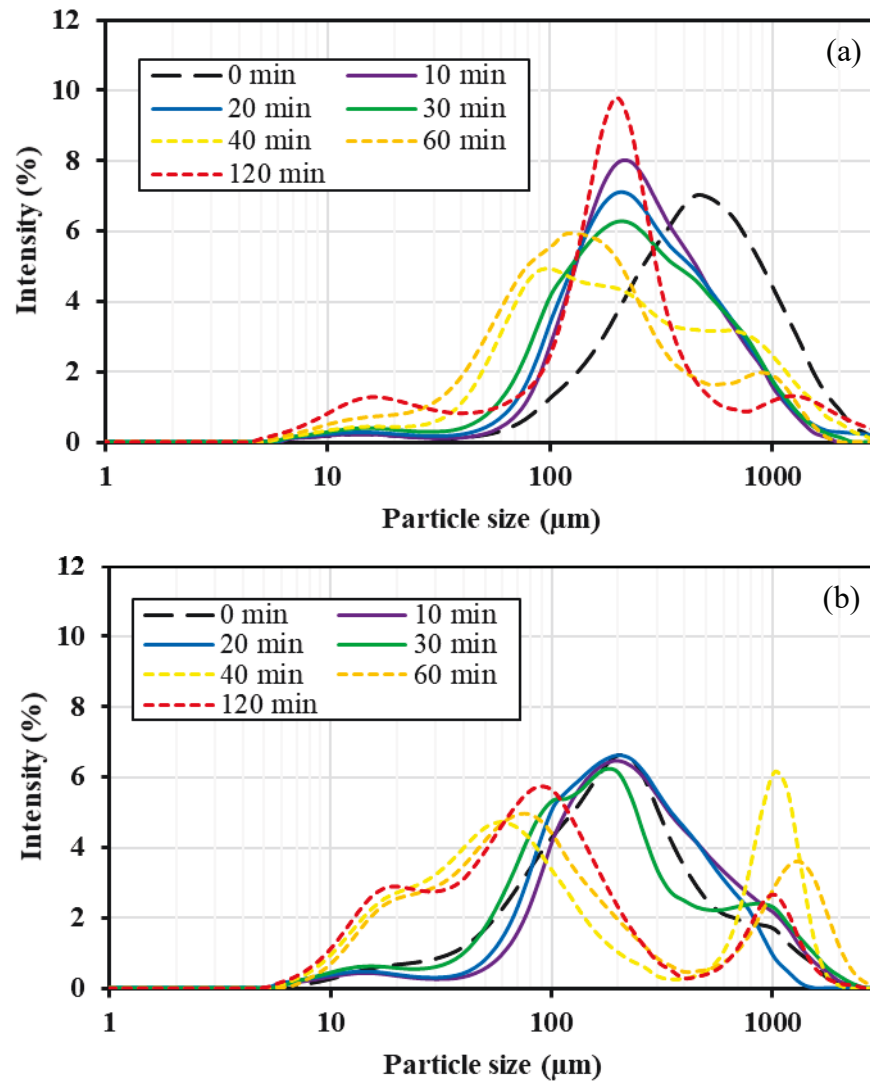 (a)
12
10
8
6
4
2
0
Intensity (%)
0 min 10 min
20 min 30 min
40 min 60 min
120 min
1 10 100 1000
Particle size (µm)
(b)
12
10
8
6
4
2
0
Intensity (%)
0 min 10 min
20 min 30 min
40 min 60 min
120 min
1 10 100 1000
Particle size (µm)